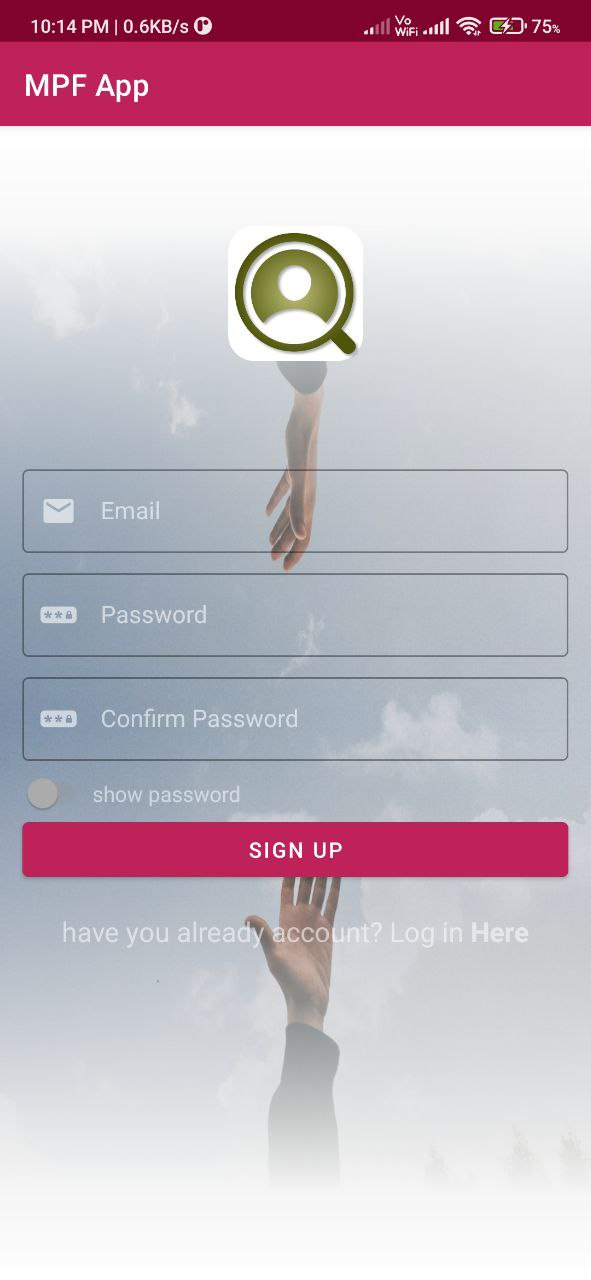 10:14 PM | 0.6KB/s
Vo
WiFi
75%
MPF App
Email
Password
Confirm Password
show password
SIGN UP
have you already account? Log in Here